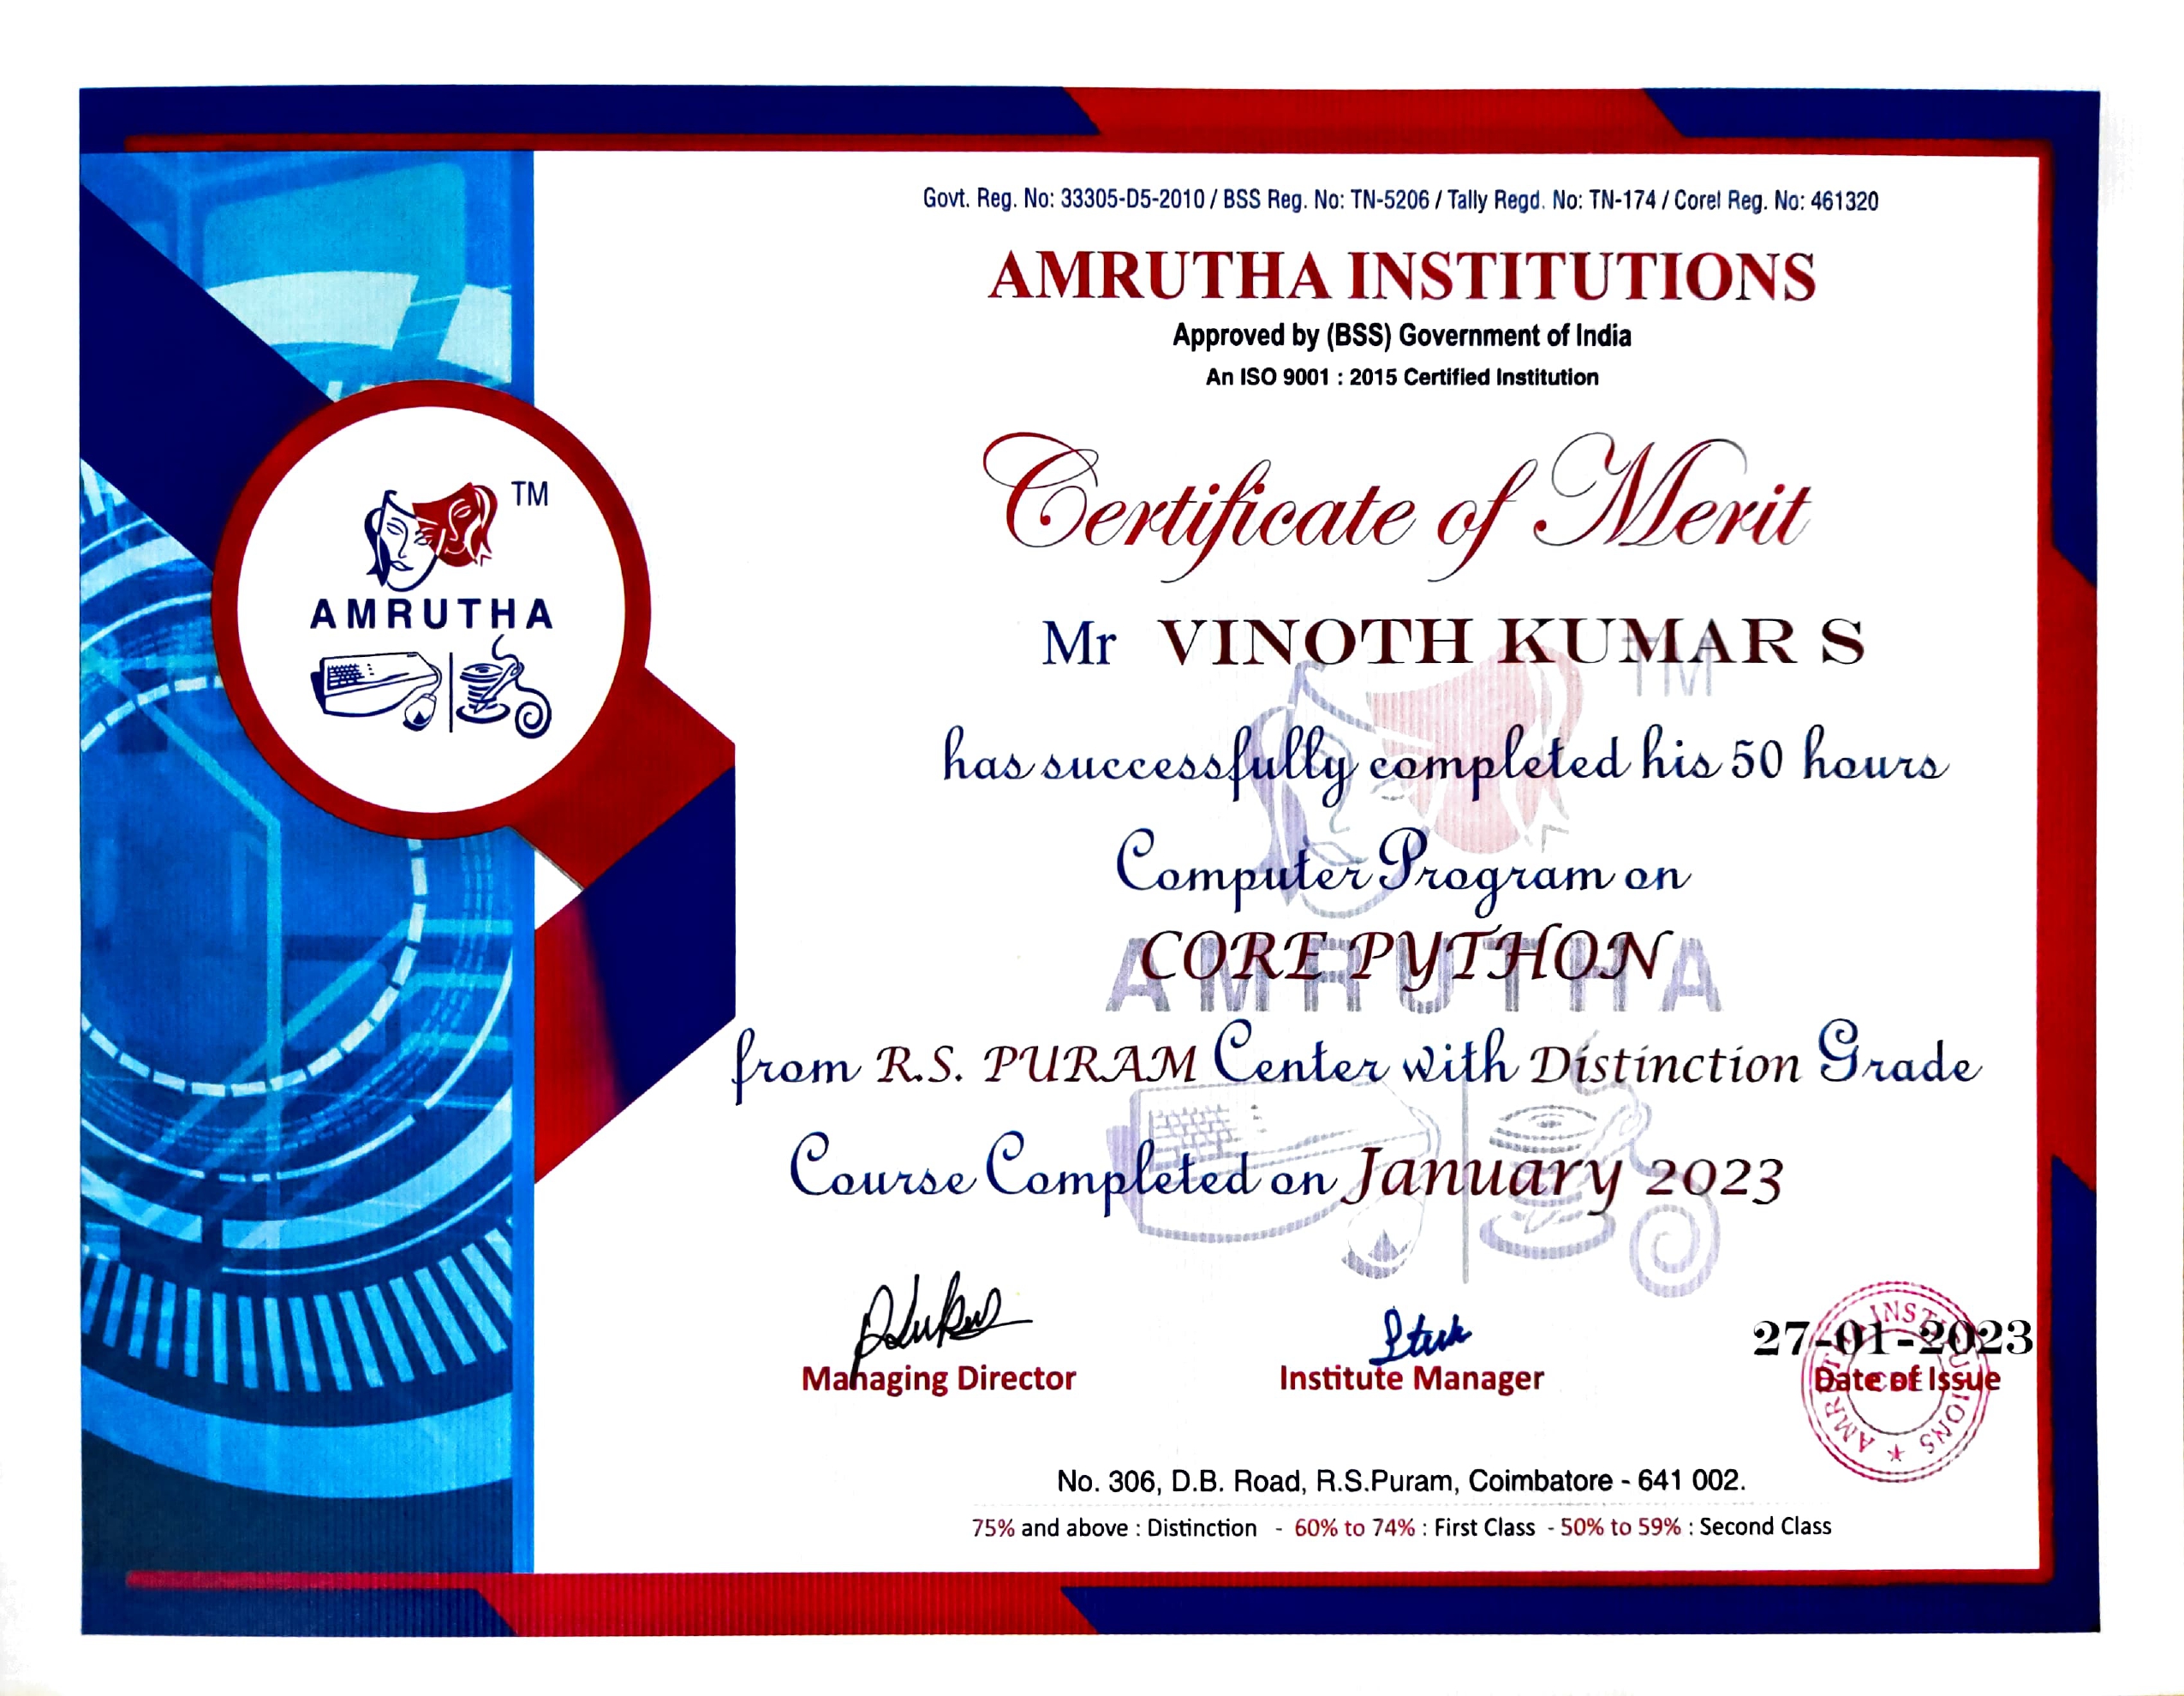 Govt. Reg. No: 33305-D5-2010 / BSS Reg. No: TN-5206 / Tally Regd. No: TN-174 / Corel Reg. No: 461320
AMRUTHA INSTITUTIONS
Approved by (BSS) Government of India
An ISO 9001 : 2015 Certified Institution
TM
AMRUTHA
Certificate of Merit
Mr VINOTH KUMAR S
TM
has successfully completed his 50 hours
Computer Program on
CORE PYTHON
AMRUTHA
from R.S. PURAM Center with Distinction Grade
Course Completed on January 2023
Managing Director
Institute Manager
27-01-2023
Date of Issue
AMRUTHA INSTITUTIONS ★
CBE
No. 306, D.B. Road, R.S.Puram, Coimbatore - 641 002.
75% and above : Distinction - 60% to 74% : First Class - 50% to 59% : Second Class